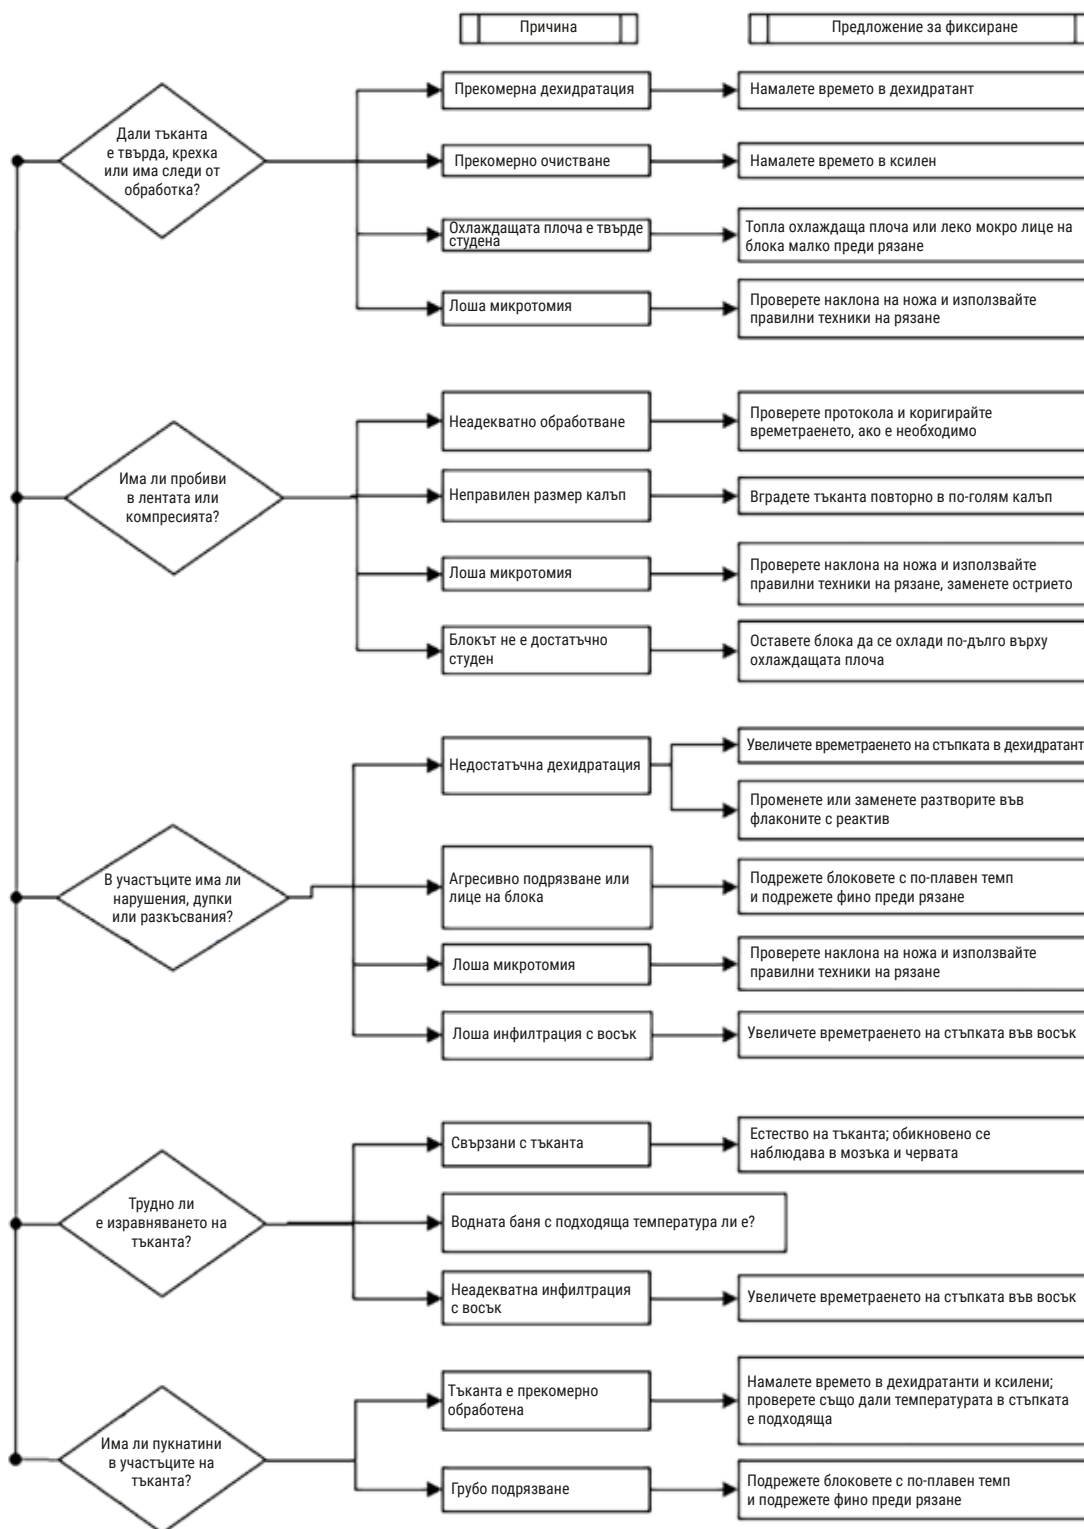 Причина
Предложение за фиксиране
Дали тъканта
е твърда, крехка
или има следи от
обработка?
Прекомерна дехидратация
Намалете времето в дехидратант
Прекомерно очистване
Намалете времето в ксилен
Охлаждащата плоча е твърде
студена
Топла охлаждаща плоча или леко мокро лице на
блока малко преди рязане
Лоша микротомия
Проверете наклона на ножа и използвайте
правилни техники на рязане
Има ли пробиви
в лентата или
компресията?
Неадекватно обработване
Проверете протокола и коригирайте
времетраенето, ако е необходимо
Неправилен размер калъп
Вградете тъканта повторно в по-голям калъп
Лоша микротомия
Проверете наклона на ножа и използвайте
правилни техники на рязане, заменете острието
Блокът не е достатъчно
студен
Оставете блока да се охлади по-дълго върху
охлаждащата плоча
В участъците има ли
нарушения, дупки
или разкъсвания?
Недостатъчна дехидратация
Увеличете времетраенето на стъпката в дехидратант
Променете или заменете разтворите във
флаконите с реактив
Агресивно подрязване или
лице на блока
Подрежете блоковете с по-плавен темп
и подрежете фино преди рязане
Лоша микротомия
Проверете наклона на ножа и използвайте
правилни техники на рязане
Лоша инфилтрация с восък
Увеличете времетраенето на стъпката във восък
Трудно ли
е изравняването на
тъканта?
Свързани с тъканта
Естество на тъканта; обикновено се
наблюдава в мозъка и червата
Водната баня с подходяща температура ли е?
Неадекватна инфилтрация
с восък
Увеличете времетраенето на стъпката във восък
Има ли пукнатини
в участъците на
тъканта?
Тъканта е прекомерно
обработена
Намалете времето в дехидратанти и ксилени;
проверете също дали температурата в стъпката
е подходяща
Грубо подрязване
Подрежете блоковете с по-плавен темп
и подрежете фино преди рязане